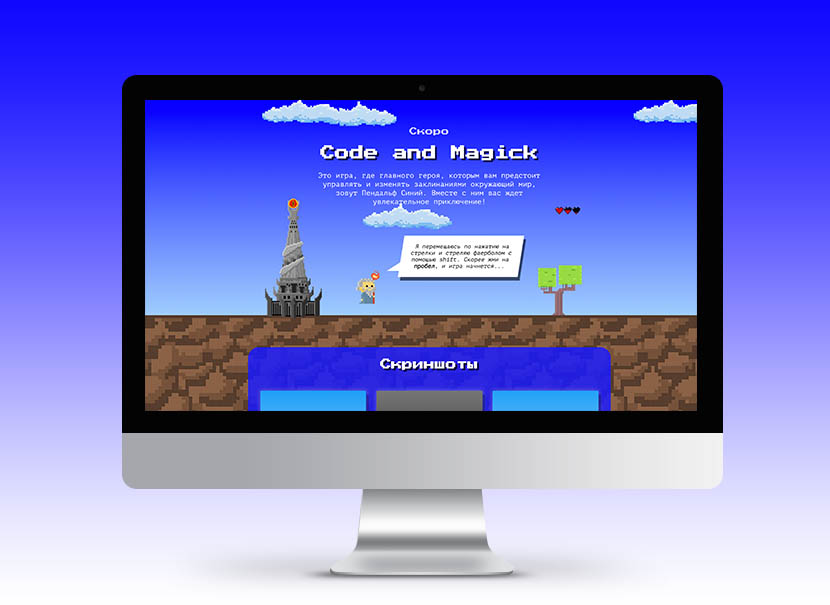 Скоро
Code and Magick
Это игра, где главного героя, которым вам предстоит
управлять и изменять заклинаниями окружающий мир,
зовут Пендальф Синий. Вместе с ним вас ждет
увлекательное приключение!
Я перемещаюсь по нажатию на
стрелки и стреляю фаерболом с
помощью shift. Скорее жми на
пробел, и игра начнется...
Скриншоты